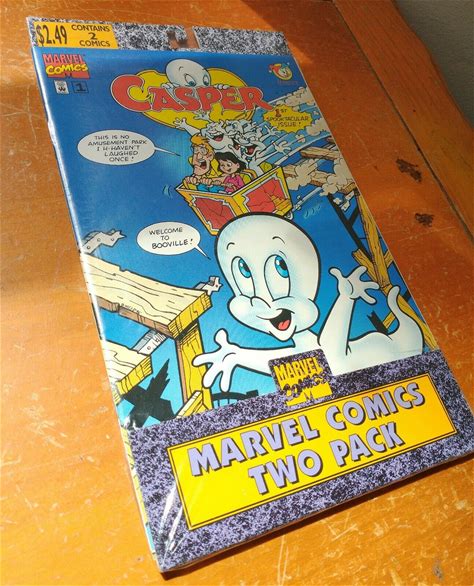 $2.49
CONTAINS
2
COMICS
MARVEL
COMICS
1
CASPER
1ST
SPOOKTACULAR
ISSUE!
THIS IS NO
AMUSEMENT PARK
I H-HAVEN'T
LAUGHED
ONCE!
WELCOME
TO
BOOVILLE!
MARVEL
COMICS
MARVEL COMICS
TWO PACK